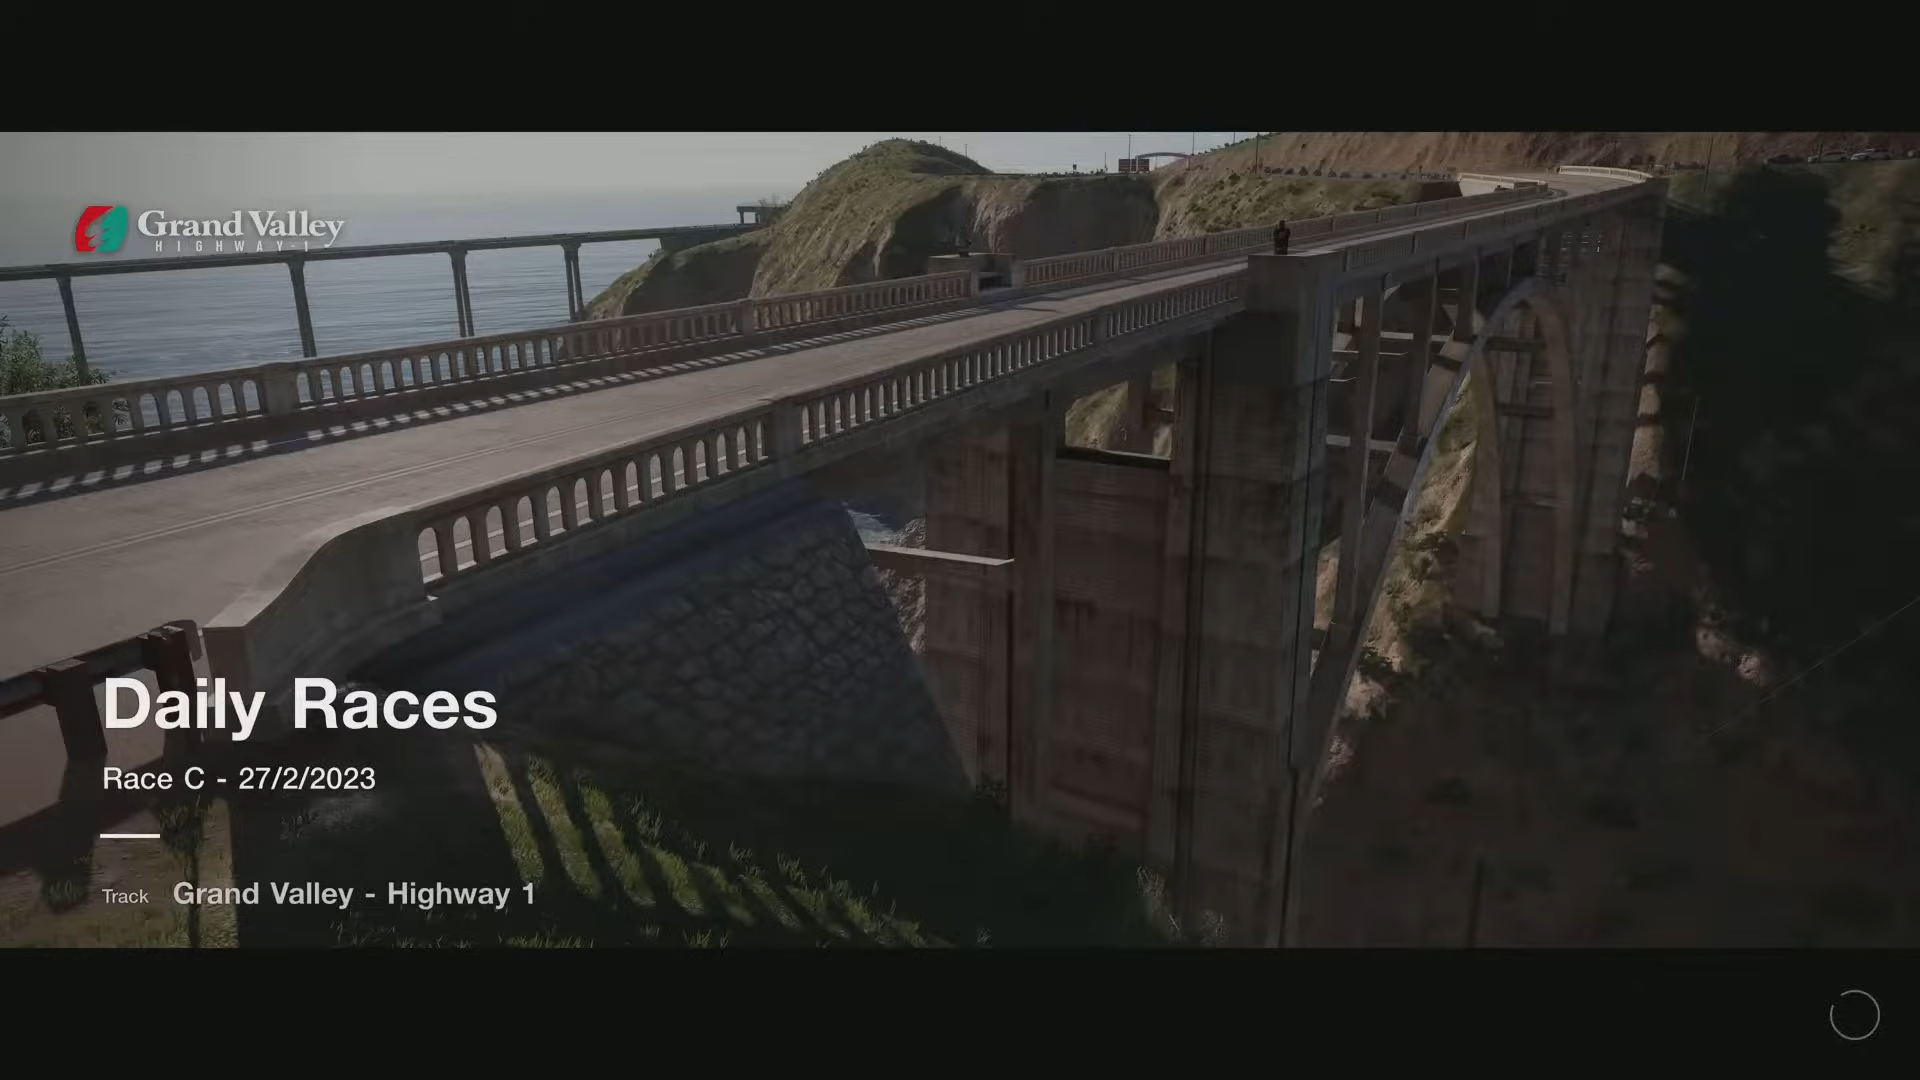 Grand Valley
HIGHWAY-1
Daily Races
Race C - 27/2/2023
Track Grand Valley - Highway 1